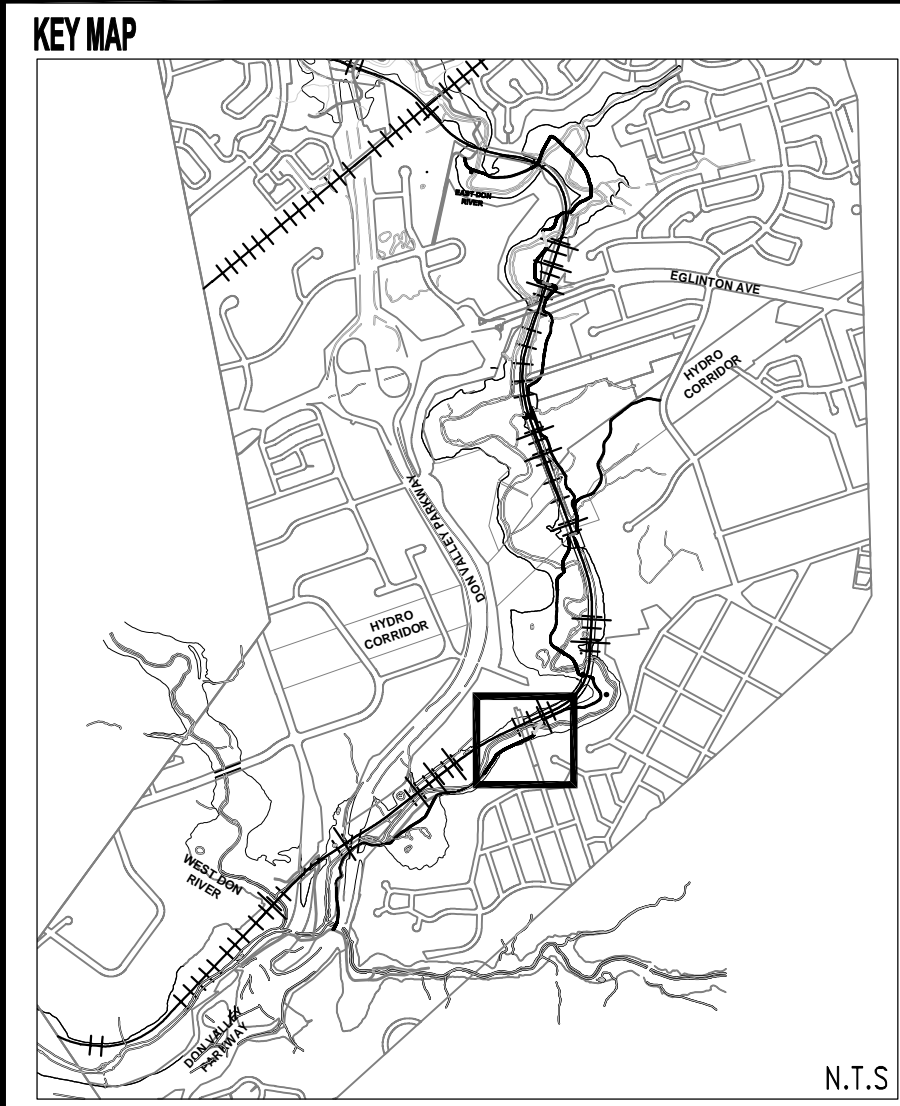 KEY MAP
EAST DON
RIVER
EGLINTON AVE
HYDRO
CORRIDOR
DON VALLEY PARKWAY
HYDRO
CORRIDOR
WEST DON
RIVER
DON VALLEY
PARKWAY
N.T.S